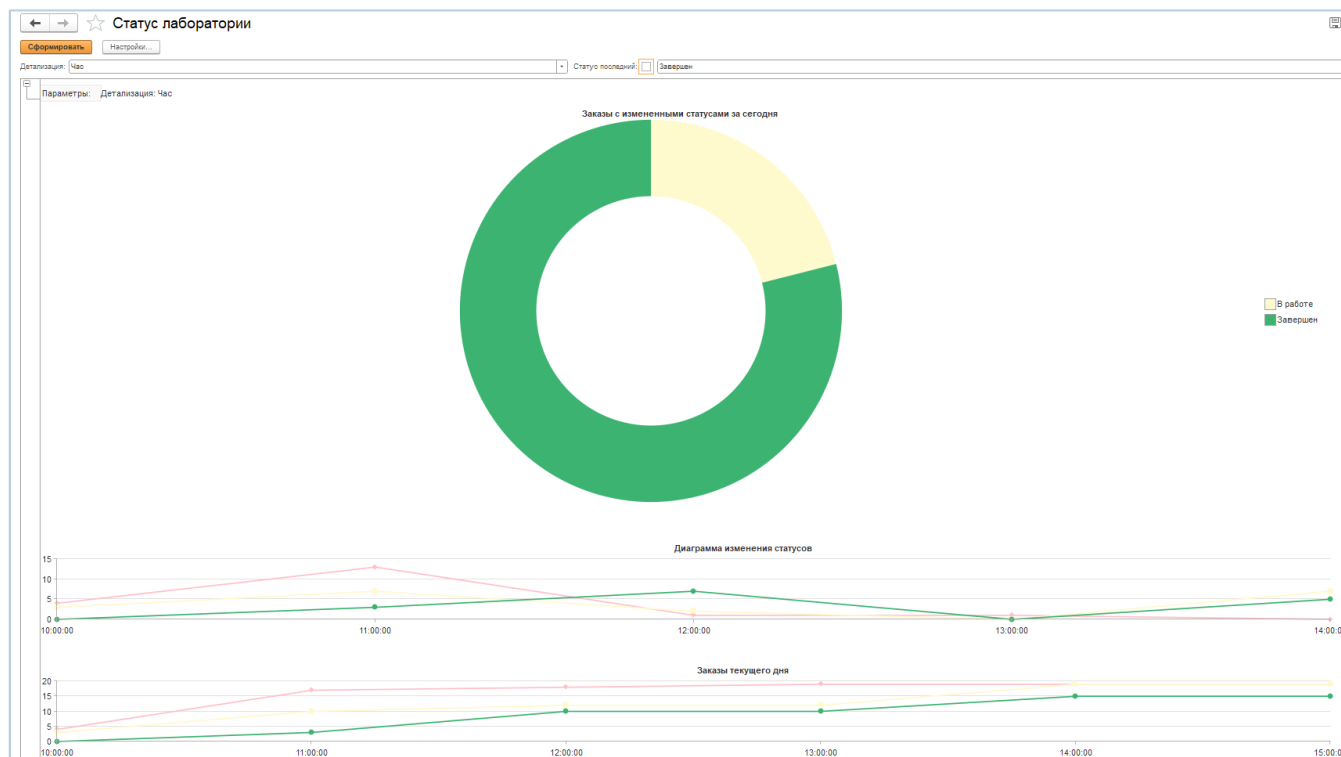 Статус лаборатории
Сформировать Настройки...
Детализация: Час Статус последний: Завершен
Параметры: Детализация: Час
Заказы с измененными статусами за сегодня
В работе
Завершен
Диаграмма изменения статусов
15
10
5
0
10:00:00 11:00:00 12:00:00 13:00:00 14:00:0
Заказы текущего дня
20
15
10
5
0
10:00:00 11:00:00 12:00:00 13:00:00 14:00:00 15:00:0